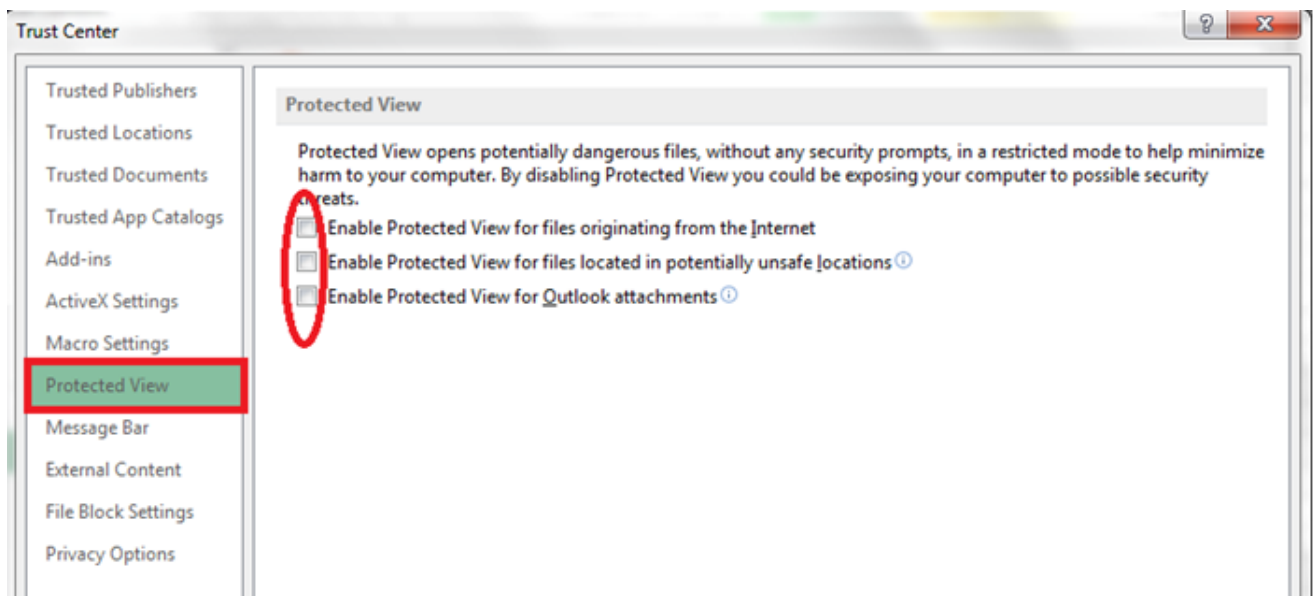 Trust Center
Trusted Publishers
Trusted Locations
Trusted Documents
Trusted App Catalogs
Add-ins
ActiveX Settings
Macro Settings
Protected View
Message Bar
External Content
File Block Settings
Privacy Options
Protected View
Protected View opens potentially dangerous files, without any security prompts, in a restricted mode to help minimize
harm to your computer. By disabling Protected View you could be exposing your computer to possible security
threats.
Enable Protected View for files originating from the Internet
Enable Protected View for files located in potentially unsafe locations
Enable Protected View for Outlook attachments